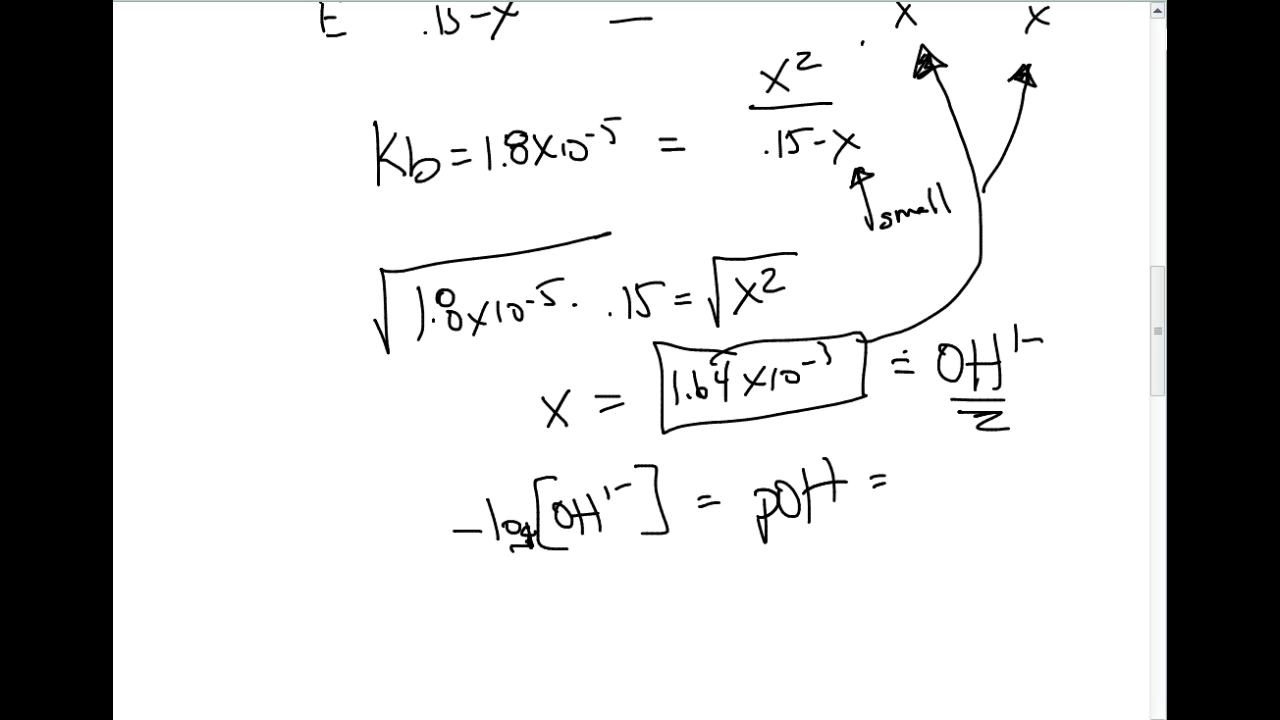 E .15-x — x x
Kb = 1.8x10⁻⁵ = x² / .15-x
small
√1.8x10⁻⁵ · .15 = √x²
x = 1.64x10⁻³ = OH¹⁻
-log[OH¹⁻] = pOH =